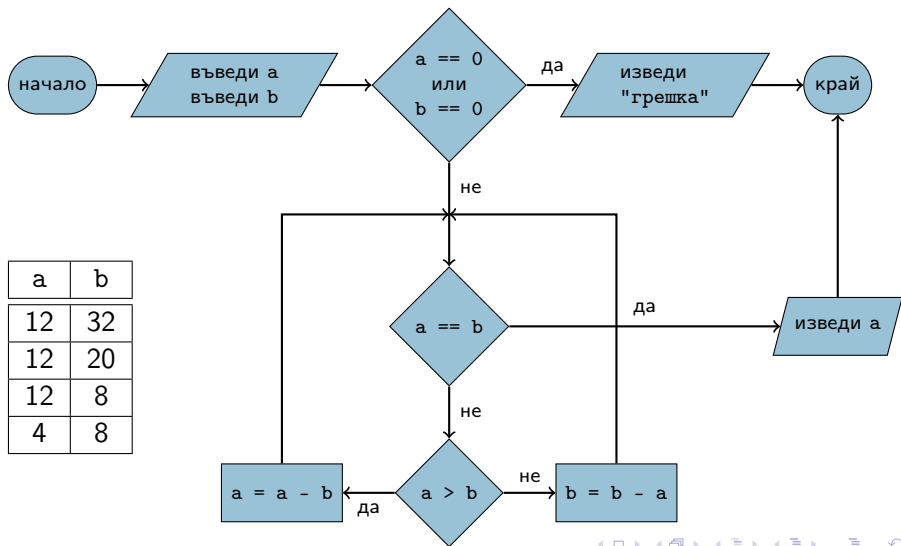 начало
въведи a
въведи b
a == 0
или
b == 0
да
изведи
"грешка"
край
не
a == b
да
изведи a
не
a > b
да
a = a - b
не
b = b - a
a b
12 32
12 20
12 8
4 8